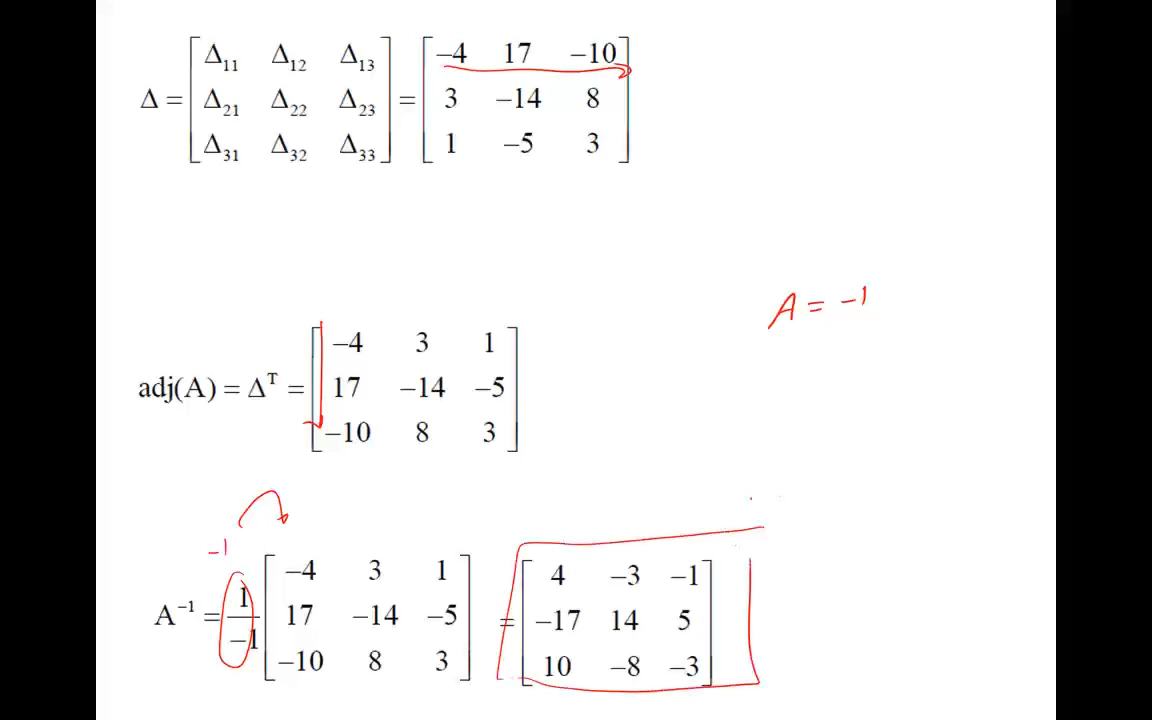 Δ = [ Δ₁₁ Δ₁₂ Δ₁₃ ] = [ −4 17 −10 ]
[ Δ₂₁ Δ₂₂ Δ₂₃ ] [ 3 −14 8 ]
[ Δ₃₁ Δ₃₂ Δ₃₃ ] [ 1 −5 3 ]
A = −1
adj(A) = Δᵀ = [ −4 3 1 ]
[ 17 −14 −5 ]
[ −10 8 3 ]
−1
A⁻¹ = 1/−1 [ −4 3 1 ] = [ 4 −3 −1 ]
[ 17 −14 −5 ] [ −17 14 5 ]
[ −10 8 3 ] [ 10 −8 −3 ]